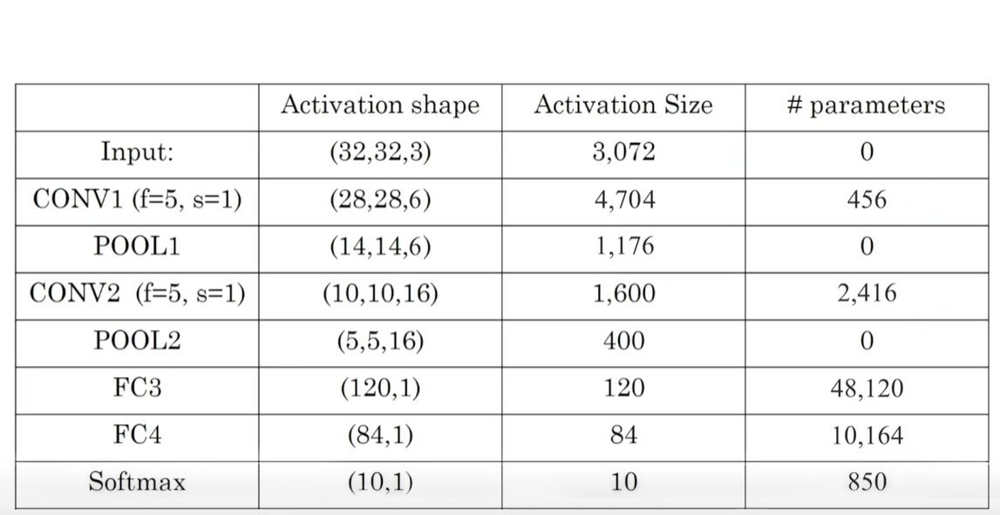 Activation shape Activation Size # parameters
Input: (32,32,3) 3,072 0
CONV1 (f=5, s=1) (28,28,6) 4,704 456
POOL1 (14,14,6) 1,176 0
CONV2 (f=5, s=1) (10,10,16) 1,600 2,416
POOL2 (5,5,16) 400 0
FC3 (120,1) 120 48,120
FC4 (84,1) 84 10,164
Softmax (10,1) 10 850